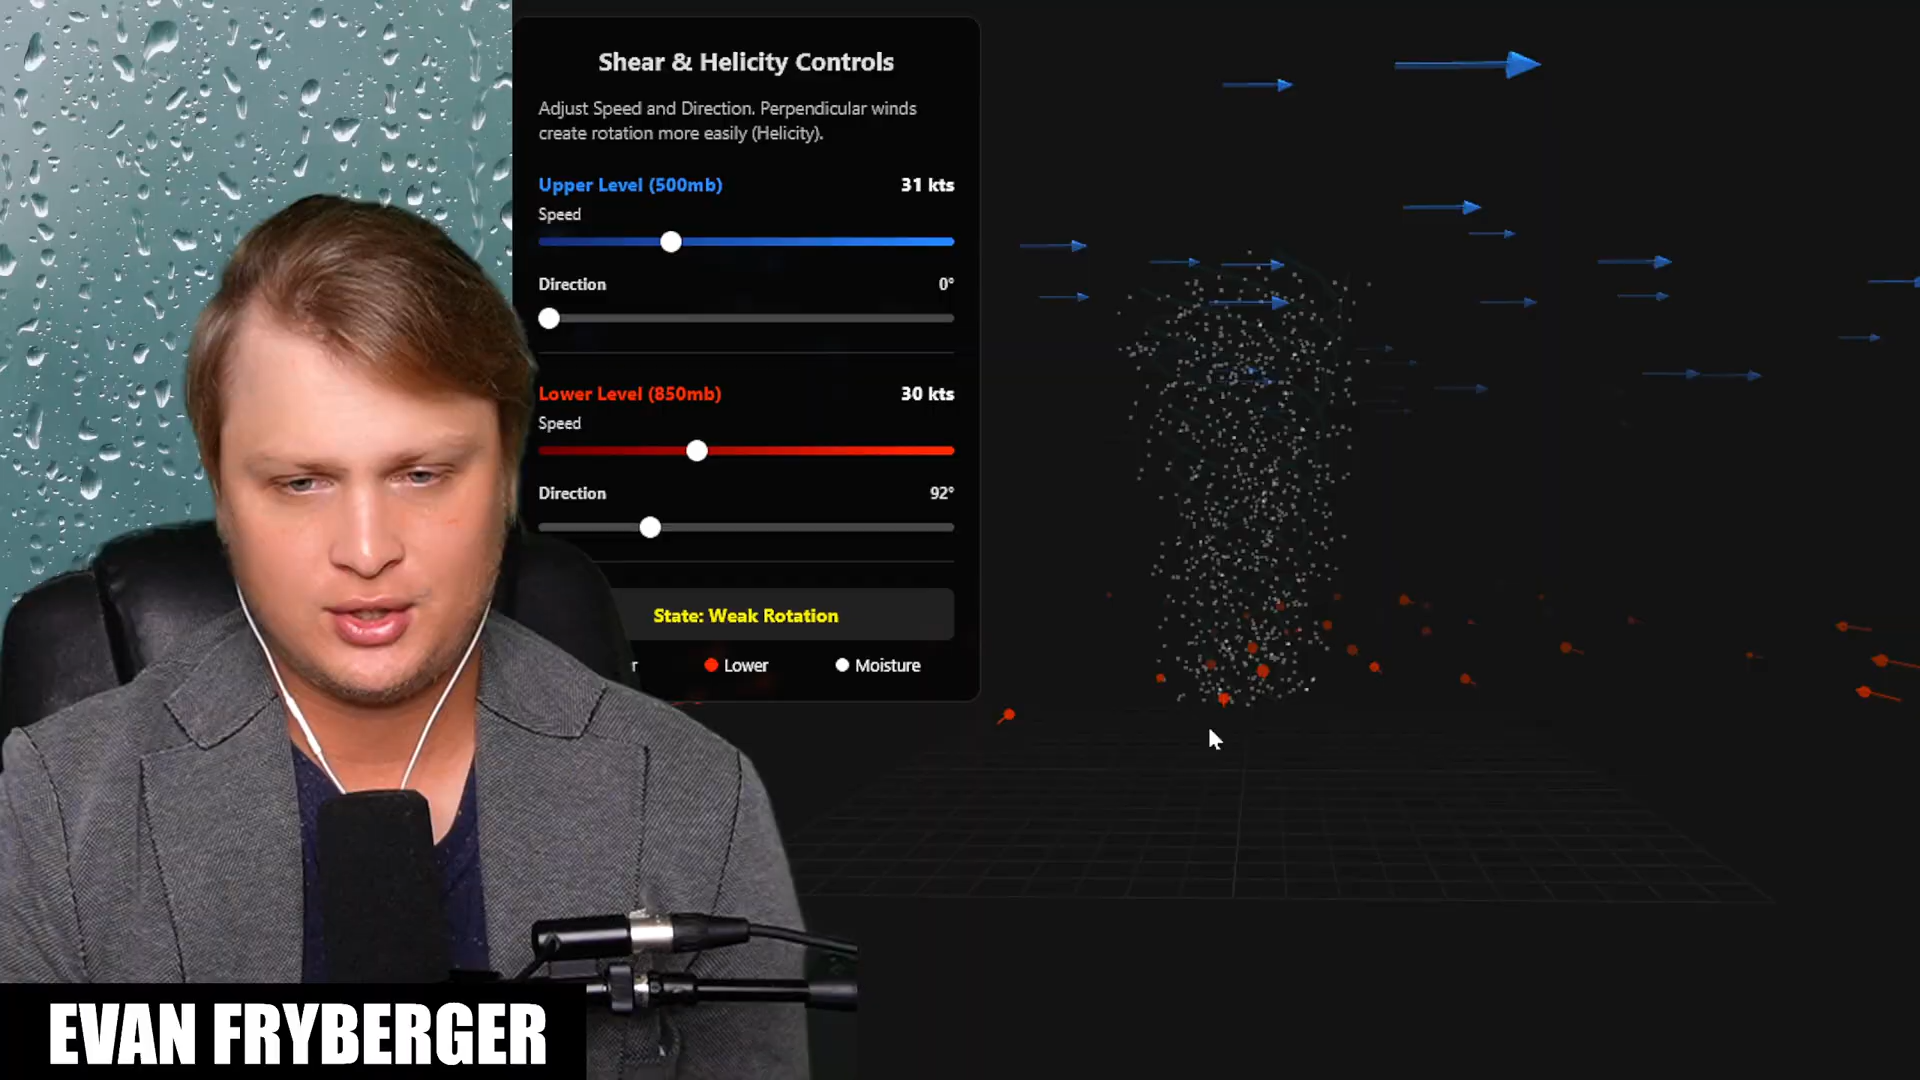 Shear & Helicity Controls
Adjust Speed and Direction. Perpendicular winds
create rotation more easily (Helicity).
Upper Level (500mb) 31 kts
Speed
Direction 0°
Lower Level (850mb) 30 kts
Speed
Direction 92°
State: Weak Rotation
r Lower Moisture
EVAN FRYBERGER